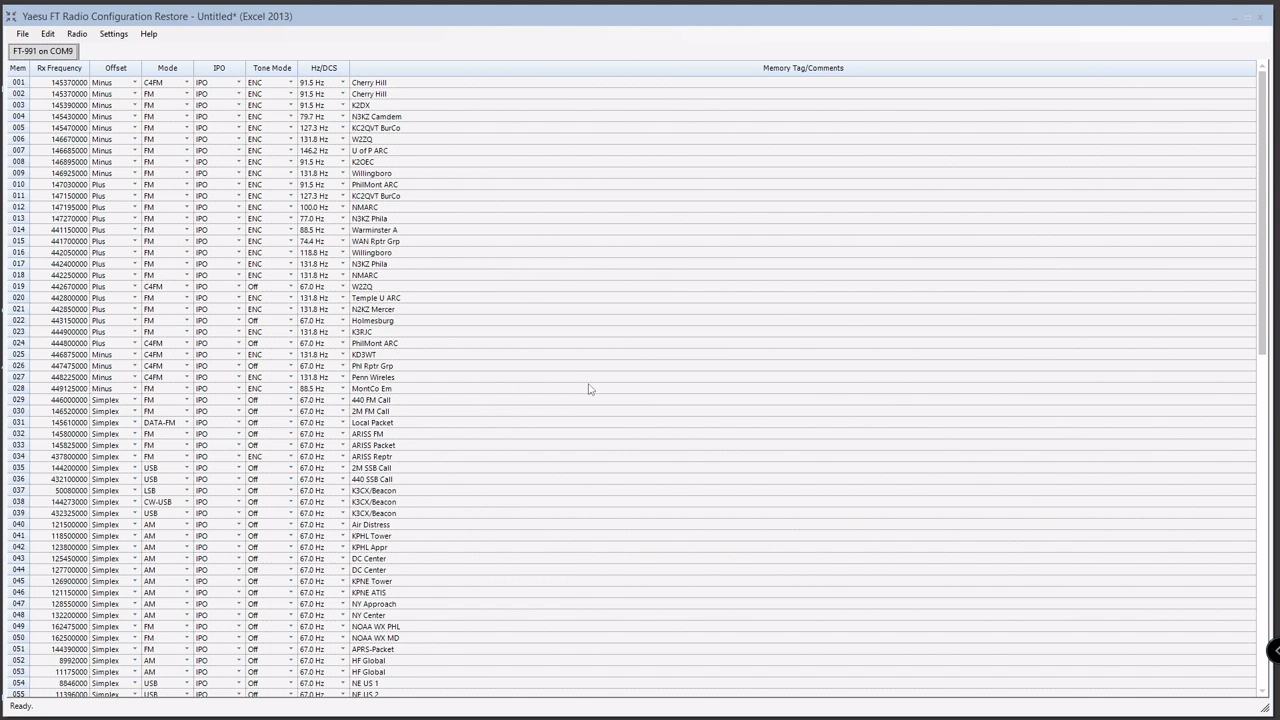 Yaesu FT Radio Configuration Restore - Untitled* (Excel 2013)
File Edit Radio Settings Help
FT-991 on COM9
Mem Rx Frequency Offset Mode IPO Tone Mode Hz/DCS Memory Tag/Comments
001 145370000 Minus C4FM IPO ENC 91.5 Hz Cherry Hill
002 145370000 Minus FM IPO ENC 91.5 Hz Cherry Hill
003 145390000 Minus FM IPO ENC 91.5 Hz K2DX
004 145430000 Minus FM IPO ENC 79.7 Hz N3KZ Camdem
005 145470000 Minus FM IPO ENC 127.3 Hz KC2QVT BurCo
006 146670000 Minus FM IPO ENC 131.8 Hz W2ZQ
007 146685000 Minus FM IPO ENC 146.2 Hz U of P ARC
008 146895000 Minus FM IPO ENC 91.5 Hz K2OEC
009 146925000 Minus FM IPO ENC 131.8 Hz Willingboro
010 147030000 Plus FM IPO ENC 91.5 Hz PhilMont ARC
011 147150000 Plus FM IPO ENC 127.3 Hz KC2QVT BurCo
012 147195000 Plus FM IPO ENC 100.0 Hz NMARC
013 147270000 Plus FM IPO ENC 77.0 Hz N3KZ Phila
014 441150000 Plus FM IPO ENC 88.5 Hz Warminster A
015 441700000 Plus FM IPO ENC 74.4 Hz WAN Rptr Grp
016 442050000 Plus FM IPO ENC 118.8 Hz Willingboro
017 442400000 Plus FM IPO ENC 131.8 Hz N3KZ Phila
018 442250000 Plus FM IPO ENC 131.8 Hz NMARC
019 442670000 Plus C4FM IPO Off 67.0 Hz W2ZQ
020 442800000 Plus FM IPO ENC 131.8 Hz Temple U ARC
021 442850000 Plus FM IPO ENC 131.8 Hz N2KZ Mercer
022 443150000 Plus FM IPO Off 67.0 Hz Holmesburg
023 444900000 Plus FM IPO ENC 131.8 Hz K3RJC
024 444800000 Plus C4FM IPO Off 67.0 Hz PhilMont ARC
025 446875000 Minus C4FM IPO ENC 131.8 Hz KD3WT
026 447475000 Minus C4FM IPO Off 67.0 Hz Phl Rptr Grp
027 448225000 Minus C4FM IPO ENC 131.8 Hz Penn Wireles
028 449125000 Minus FM IPO ENC 88.5 Hz MontCo Em
029 446000000 Simplex FM IPO Off 67.0 Hz 440 FM Call
030 146520000 Simplex FM IPO Off 67.0 Hz 2M FM Call
031 145610000 Simplex DATA-FM IPO Off 67.0 Hz Local Packet
032 145800000 Simplex FM IPO Off 67.0 Hz ARISS FM
033 145825000 Simplex FM IPO Off 67.0 Hz ARISS Packet
034 437800000 Simplex FM IPO ENC 67.0 Hz ARISS Reptr
035 144200000 Simplex USB IPO Off 67.0 Hz 2M SSB Call
036 432100000 Simplex USB IPO Off 67.0 Hz 440 SSB Call
037 50080000 Simplex LSB IPO Off 67.0 Hz K3CX/Beacon
038 144273000 Simplex CW-USB IPO Off 67.0 Hz K3CX/Beacon
039 432325000 Simplex USB IPO Off 67.0 Hz K3CX/Beacon
040 121500000 Simplex AM IPO Off 67.0 Hz Air Distress
041 118500000 Simplex AM IPO Off 67.0 Hz KPHL Tower
042 123800000 Simplex AM IPO Off 67.0 Hz KPHL Appr
043 125450000 Simplex AM IPO Off 67.0 Hz DC Center
044 127700000 Simplex AM IPO Off 67.0 Hz DC Center
045 126900000 Simplex AM IPO Off 67.0 Hz KPNE Tower
046 121150000 Simplex AM IPO Off 67.0 Hz KPNE ATIS
047 128550000 Simplex AM IPO Off 67.0 Hz NY Approach
048 132200000 Simplex AM IPO Off 67.0 Hz NY Center
049 162475000 Simplex FM IPO Off 67.0 Hz NOAA WX PHL
050 162500000 Simplex FM IPO Off 67.0 Hz NOAA WX MD
051 144390000 Simplex FM IPO Off 67.0 Hz APRS-Packet
052 8992000 Simplex AM IPO Off 67.0 Hz HF Global
053 11175000 Simplex AM IPO Off 67.0 Hz HF Global
054 8846000 Simplex USB IPO Off 67.0 Hz NE US 1
055 11396000 Simplex USB IPO Off 67.0 Hz NE US 2
Ready.